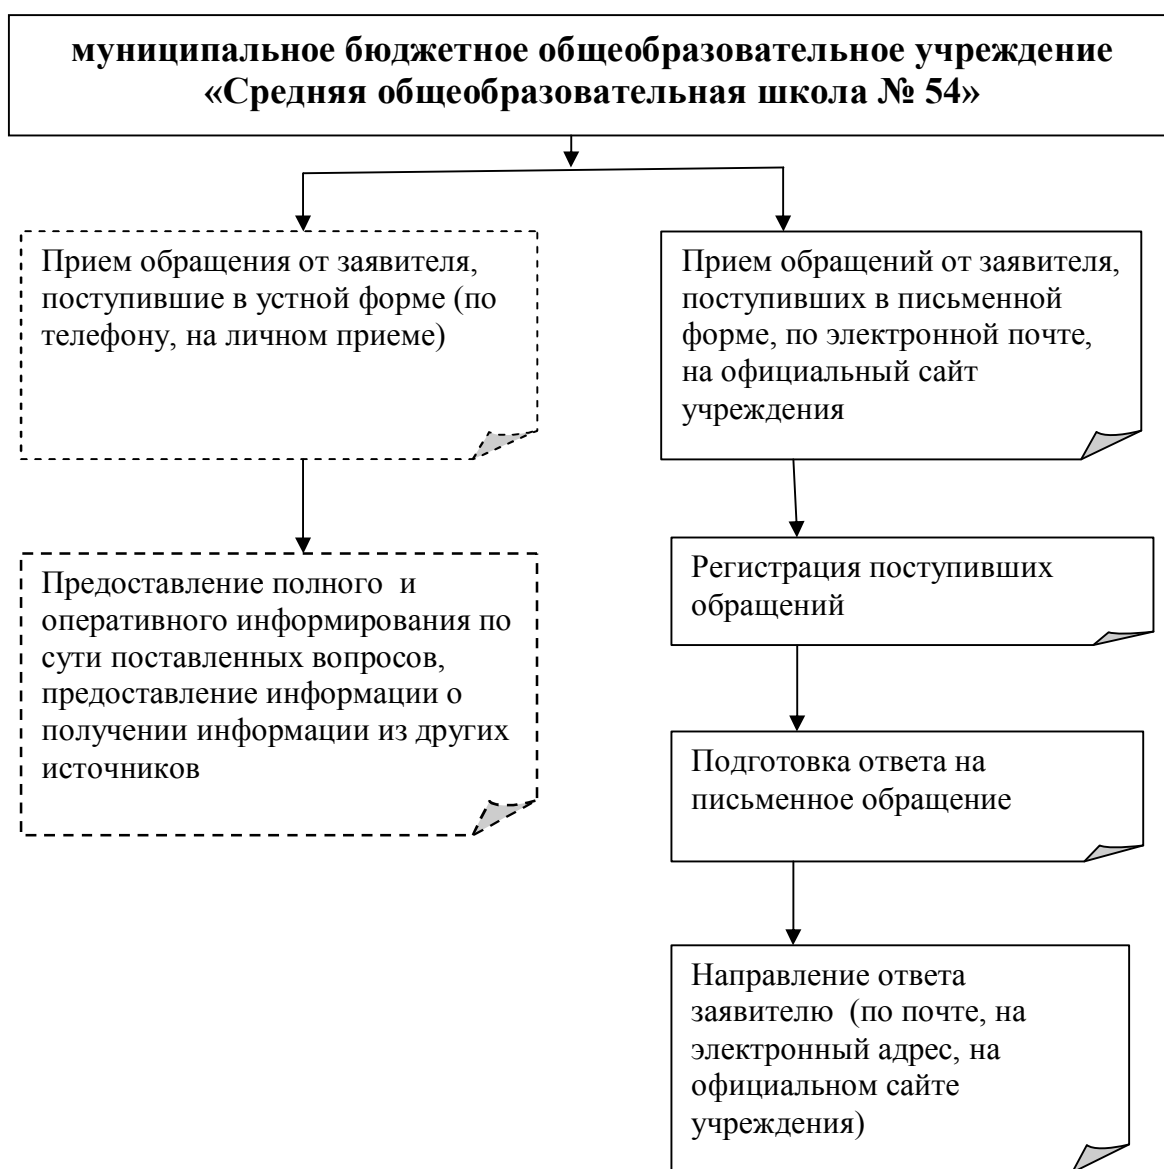 муниципальное бюджетное общеобразовательное учреждение
«Средняя общеобразовательная школа № 54»
Прием обращения от заявителя,
поступившие в устной форме (по
телефону, на личном приеме)
Прием обращений от заявителя,
поступивших в письменной
форме, по электронной почте,
на официальный сайт
учреждения
Предоставление полного  и
оперативного информирования по
сути поставленных вопросов,
предоставление информации о
получении информации из других
источников
Регистрация поступивших
обращений
Подготовка ответа на
письменное обращение
Направление ответа
заявителю  (по почте, на
электронный адрес, на
официальном сайте
учреждения)